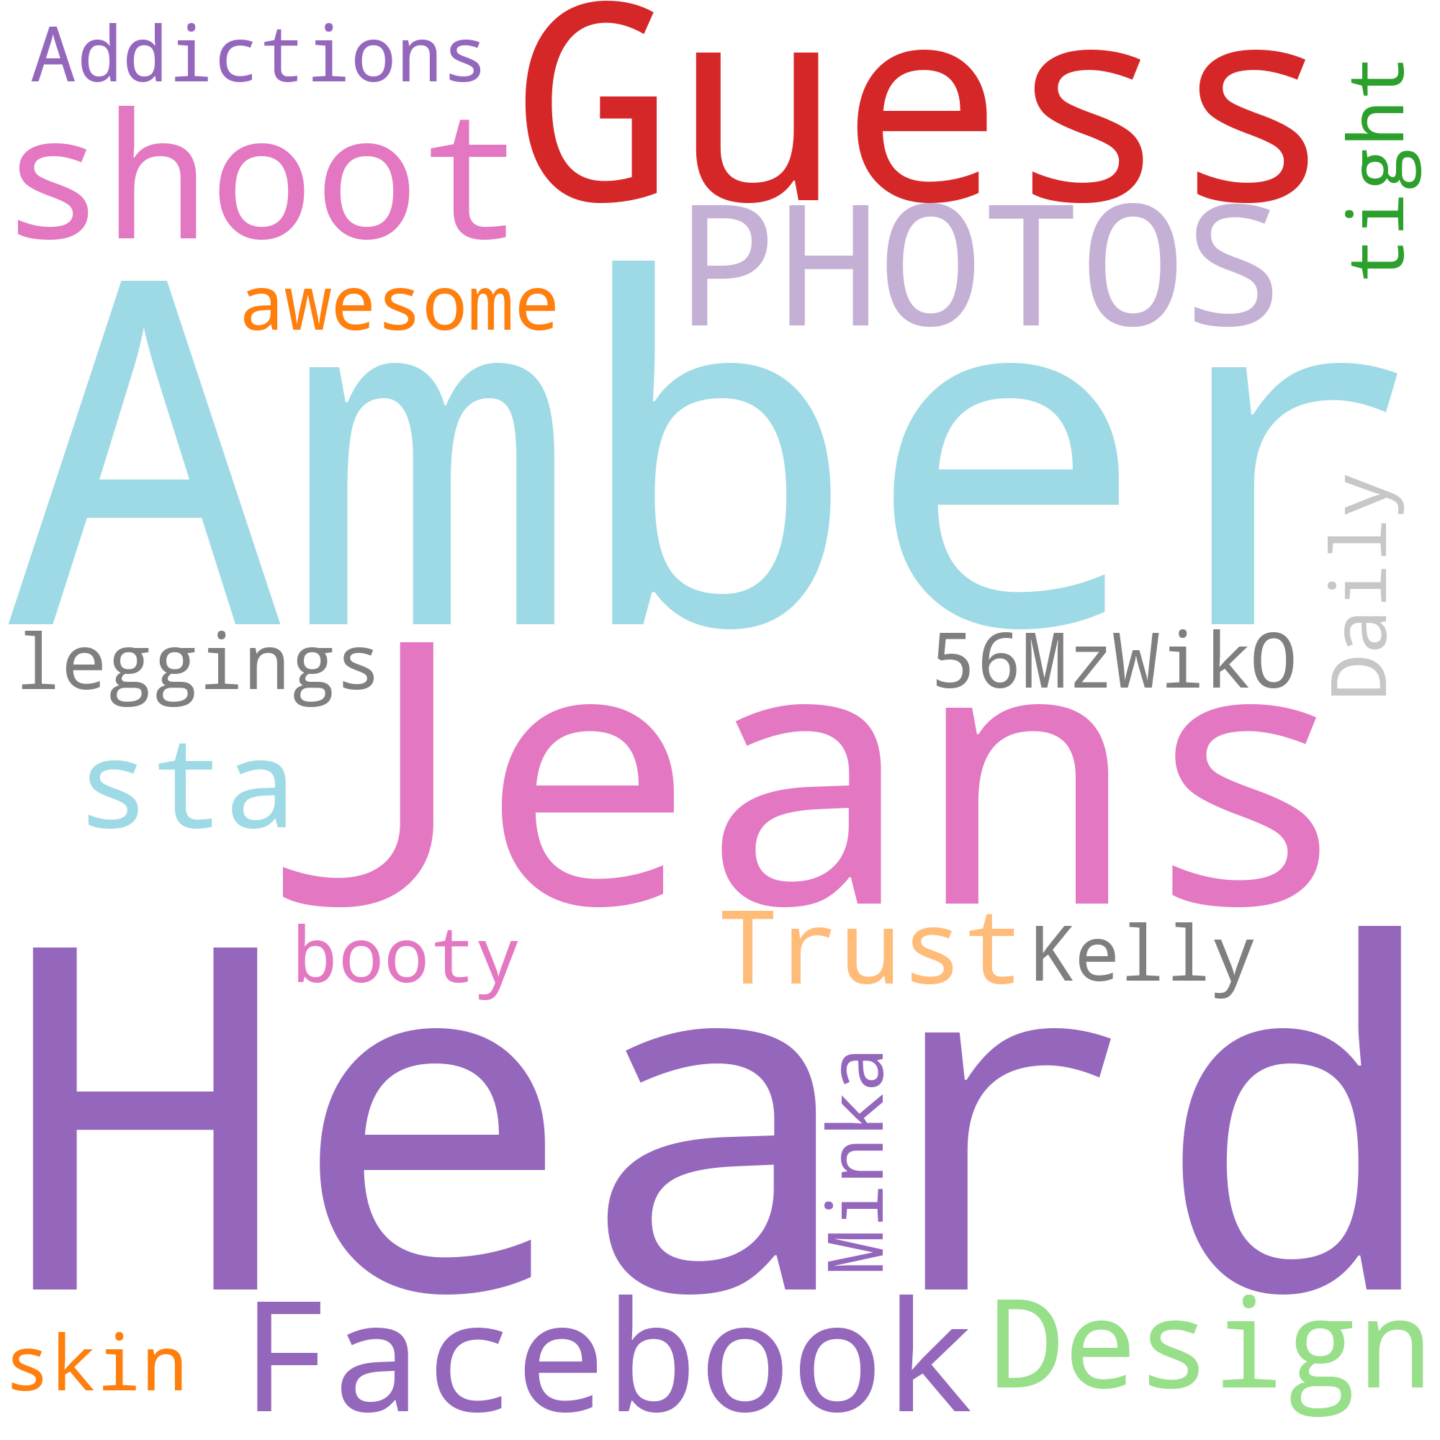 Addictions
Guess
tight
shoot
PHOTOS
awesome
Amber
Daily
leggings
56MzWikO
Jeans
sta
booty
Trust
Kelly
Heard
Minka
skin
Facebook
Design